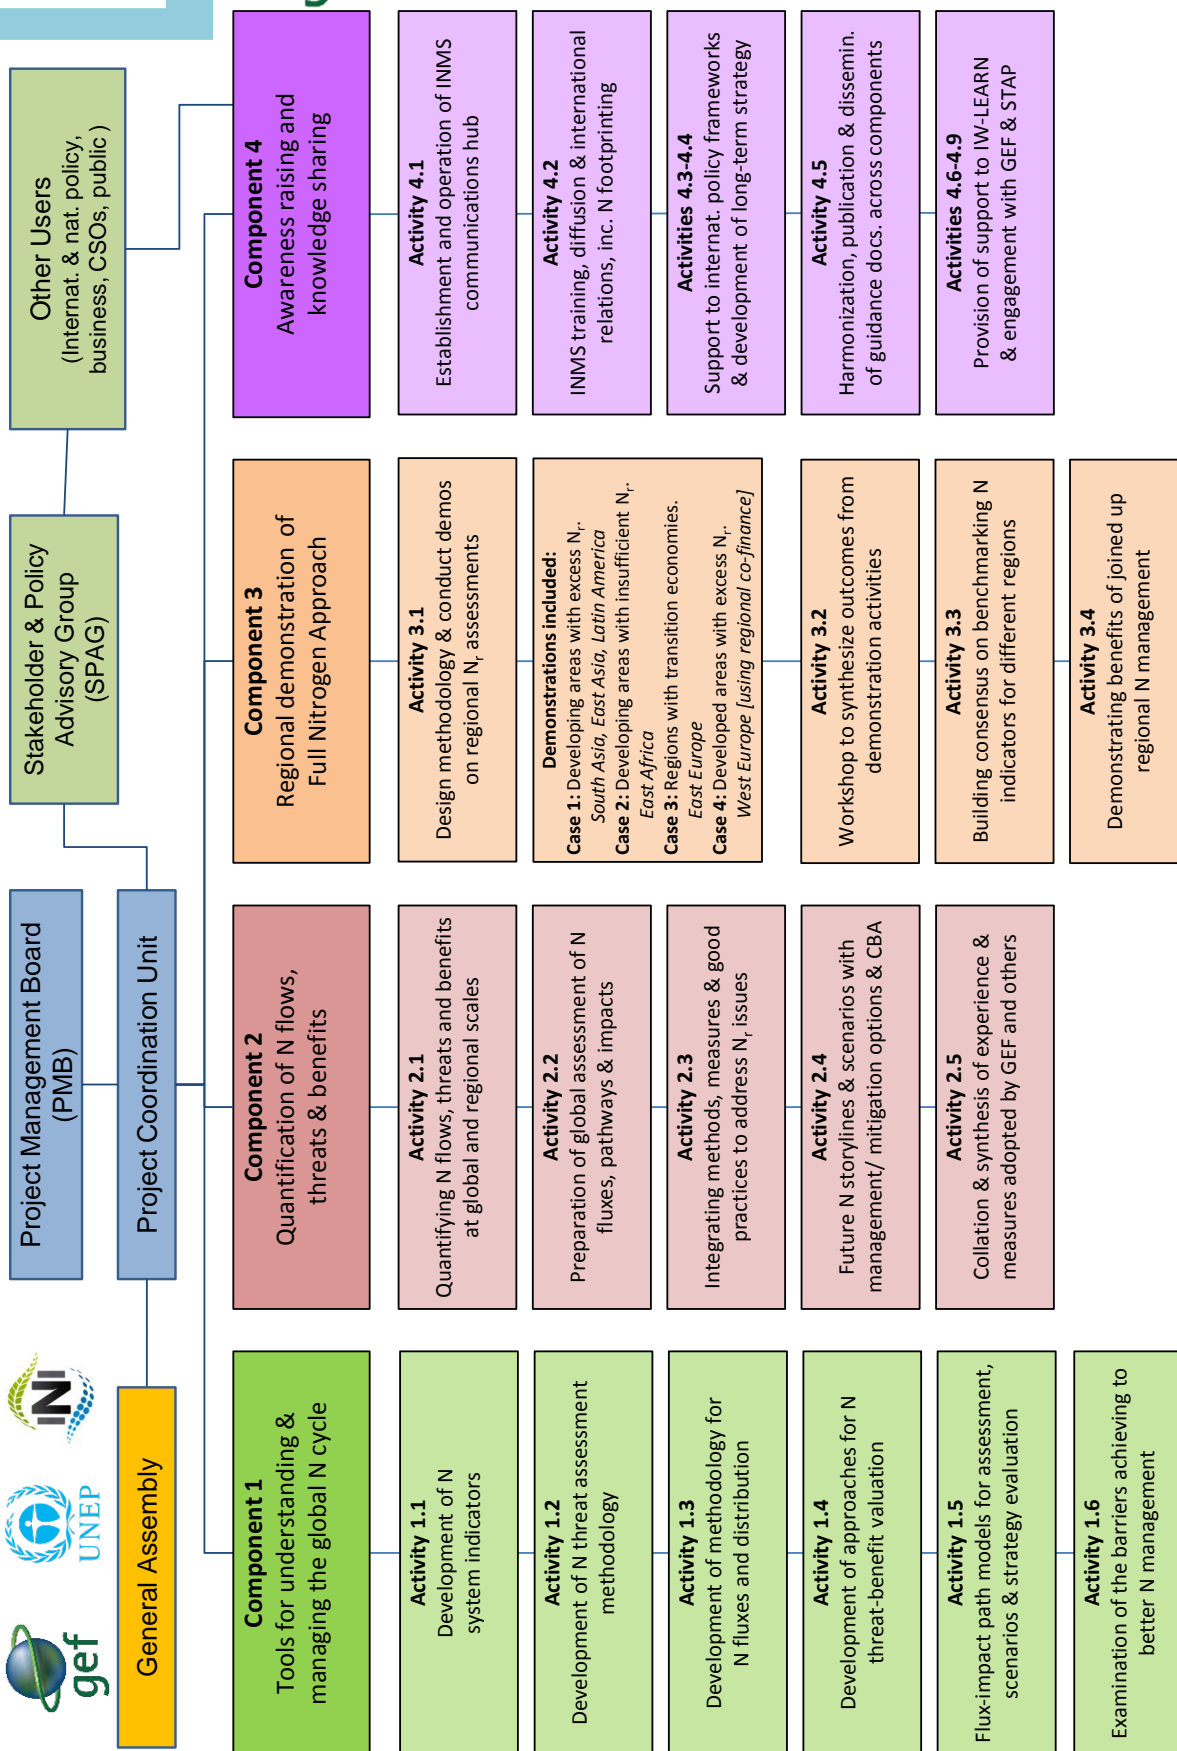 gef
UNEP
INI
General Assembly
Project Management Board
(PMB)
Project Coordination Unit
Stakeholder & Policy
Advisory Group
(SPAG)
Other Users
(Internat. & nat. policy,
business, CSOs, public )
Component 1
Tools for understanding &
managing the global N cycle
Activity 1.1
Development of N
system indicators
Activity 1.2
Development of N threat assessment
methodology
Activity 1.3
Development of methodology for
N fluxes and distribution
Activity 1.4
Development of approaches for N
threat-benefit valuation
Activity 1.5
Flux-impact path models for assessment,
scenarios & strategy evaluation
Activity 1.6
Examination of the barriers achieving to
better N management
Component 2
Quantification of N flows,
threats & benefits
Activity 2.1
Quantifying N flows, threats and benefits
at global and regional scales
Activity 2.2
Preparation of global assessment of N
fluxes, pathways & impacts
Activity 2.3
Integrating methods, measures & good
practices to address Nr issues
Activity 2.4
Future N storylines & scenarios with
management/ mitigation options & CBA
Activity 2.5
Collation & synthesis of experience &
measures adopted by GEF and others
Component 3
Regional demonstration of
Full Nitrogen Approach
Activity 3.1
Design methodology & conduct demos
on regional Nr assessments
Demonstrations included:
Case 1: Developing areas with excess Nr.
South Asia, East Asia, Latin America
Case 2: Developing areas with insufficient Nr.
East Africa
Case 3: Regions with transition economies.
East Europe
Case 4: Developed areas with excess Nr.
West Europe [using regional co-finance]
Activity 3.2
Workshop to synthesize outcomes from
demonstration activities
Activity 3.3
Building consensus on benchmarking N
indicators for different regions
Activity 3.4
Demonstrating benefits of joined up
regional N management
Component 4
Awareness raising and
knowledge sharing
Activity 4.1
Establishment and operation of INMS
communications hub
Activity 4.2
INMS training, diffusion & international
relations, inc. N footprinting
Activities 4.3-4.4
Support to internat. policy frameworks
& development of long-term strategy
Activity 4.5
Harmonization, publication & dissemin.
of guidance docs. across components
Activities 4.6-4.9
Provision of support to IW-LEARN
& engagement with GEF & STAP